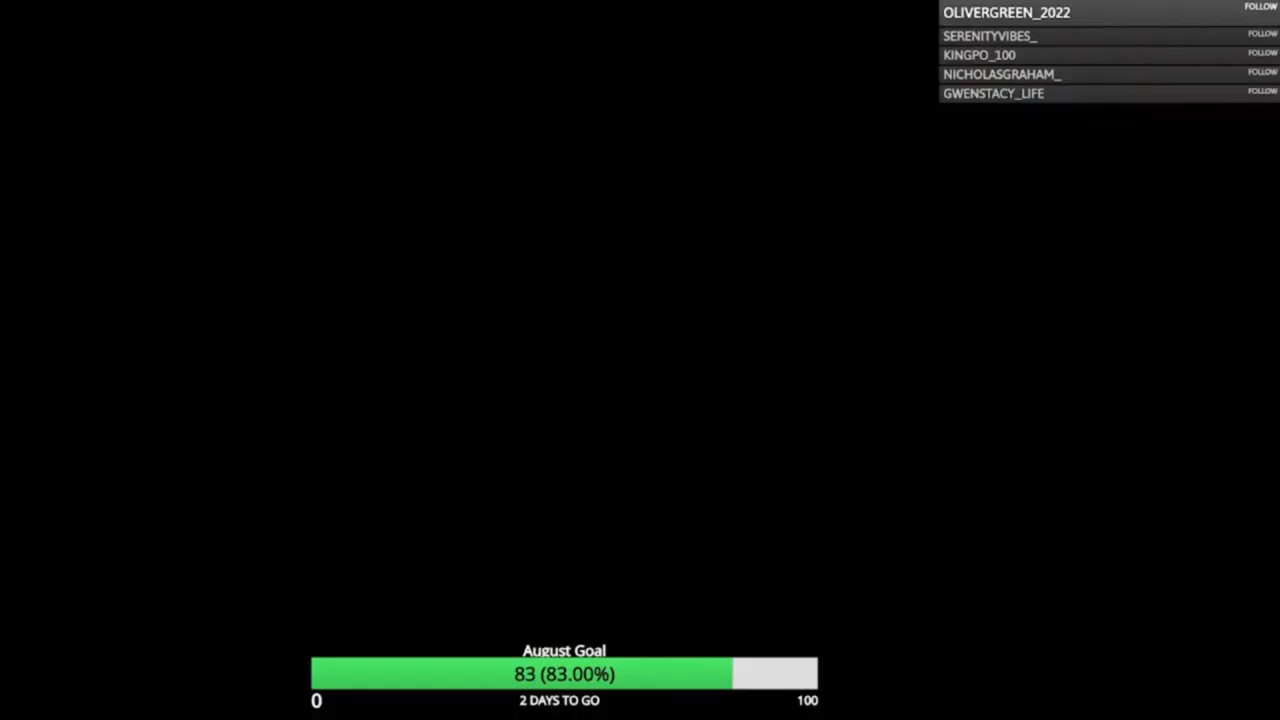 OLIVERGREEN_2022 FOLLOW
SERENITYVIBES_ FOLLOW
KINGPO_100 FOLLOW
NICHOLASGRAHAM_ FOLLOW
GWENSTACY_LIFE FOLLOW
August Goal
83 (83.00%)
0 2 DAYS TO GO 100